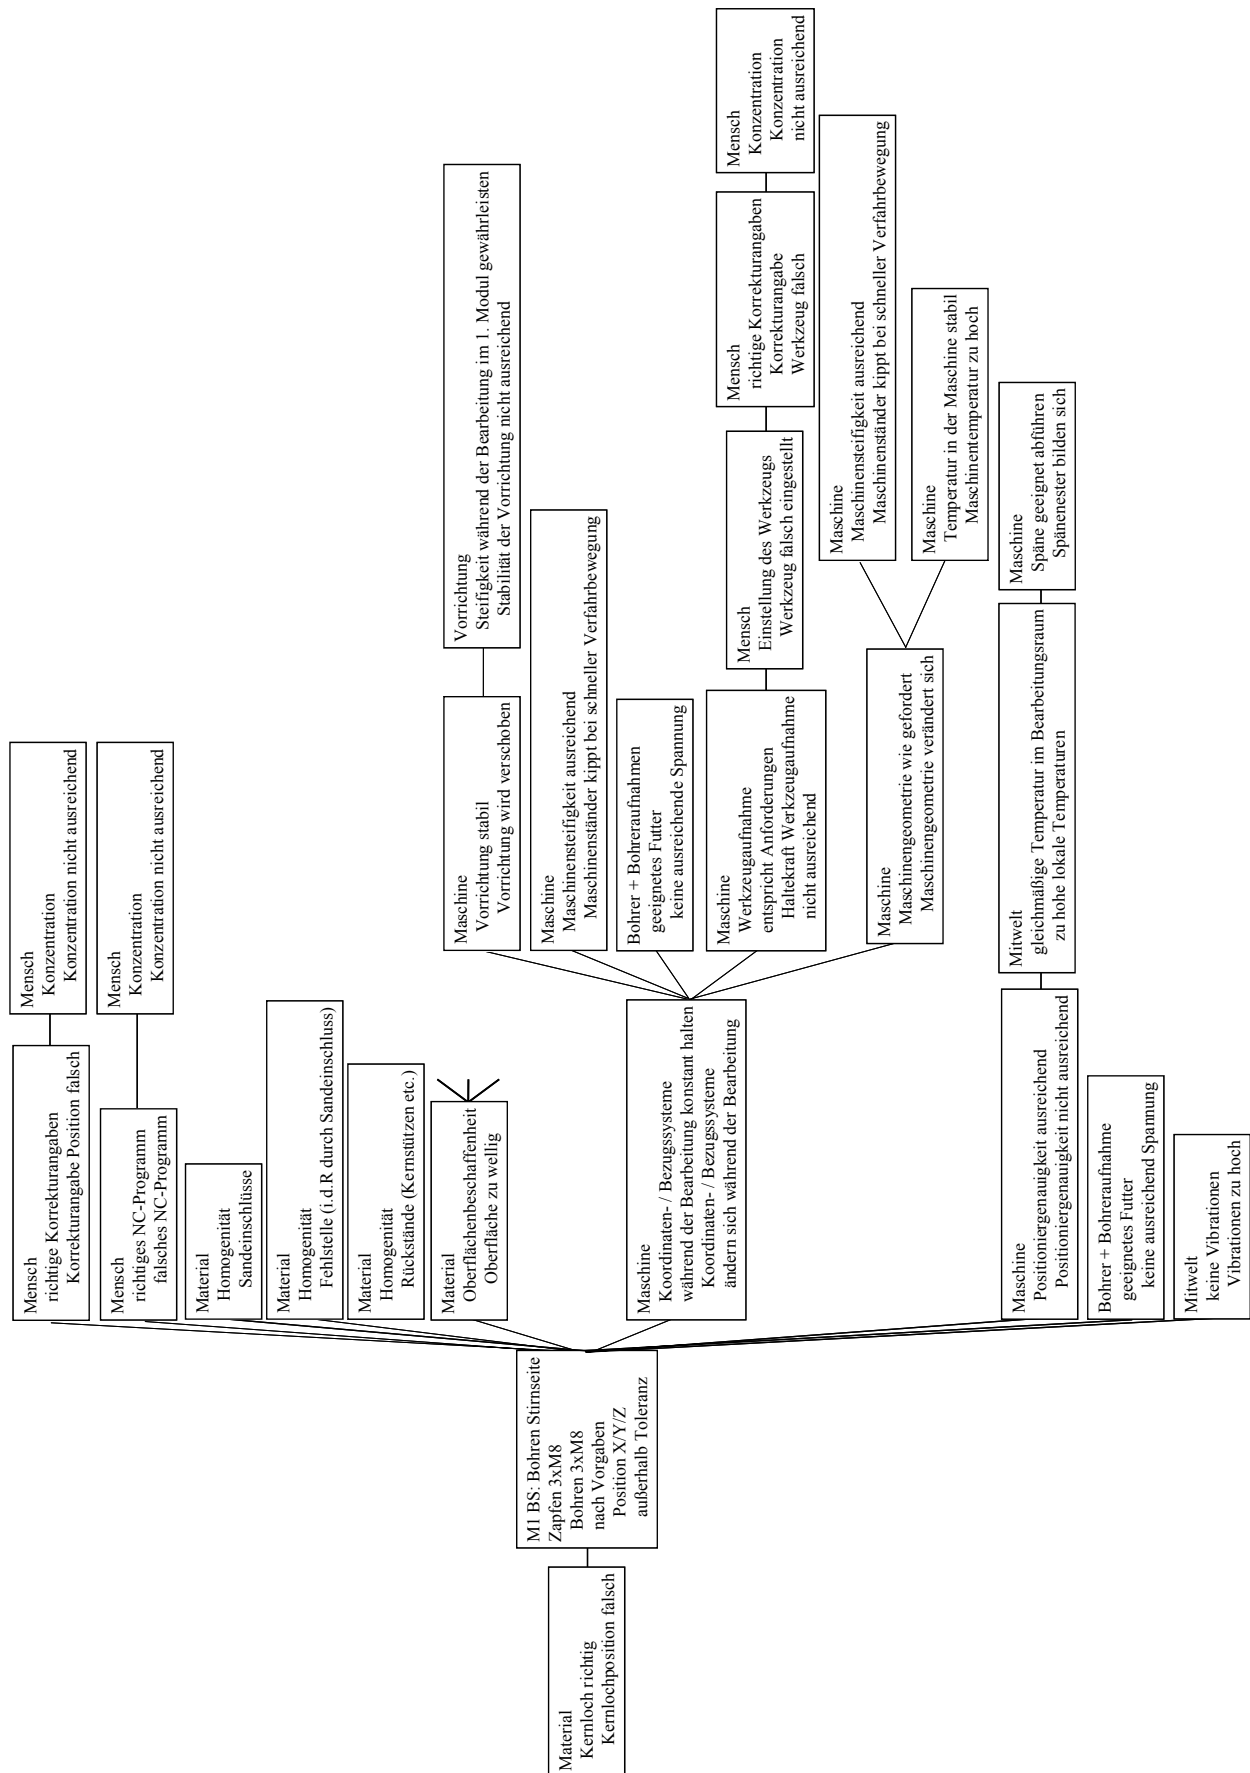 Material
Kernloch richtig
Kernlochposition falsch
M1 BS: Bohren Stirnseite
Zapfen 3xM8
Bohren 3xM8
nach Vorgaben
Position X/Y/Z
außerhalb Toleranz
Mensch
richtige Korrekturangaben
Korrekturangabe Position falsch
Mensch
Konzentration
Konzentration nicht ausreichend
Mensch
richtiges NC-Programm
falsches NC-Programm
Mensch
Konzentration
Konzentration nicht ausreichend
Material
Homogenität
Sandeinschlüsse
Material
Homogenität
Fehlstelle (i.d.R durch Sandeinschluss)
Material
Homogenität
Rückstände (Kernstützen etc.)
Material
Oberflächenbeschaffenheit
Oberfläche zu wellig
Maschine
Koordinaten- / Bezugssysteme
während der Bearbeitung konstant halten
Koordinaten- / Bezugssysteme
ändern sich während der Bearbeitung
Maschine
Vorrichtung stabil
Vorrichtung wird verschoben
Vorrichtung
Steifigkeit während der Bearbeitung im 1. Modul gewährleisten
Stabilität der Vorrichtung nicht ausreichend
Maschine
Maschinensteifigkeit ausreichend
Maschinenständer kippt bei schneller Verfahrbewegung
Bohrer + Bohreraufnahmen
geeignetes Futter
keine ausreichende Spannung
Maschine
Werkzeugaufnahme
entspricht Anforderungen
Haltekraft Werkzeugaufnahme
nicht ausreichend
Mensch
Einstellung des Werkzeugs
Werkzeug falsch eingestellt
Mensch
richtige Korrekturangaben
Korrekturangabe
Werkzeug falsch
Mensch
Konzentration
Konzentration
nicht ausreichend
Maschine
Maschinengeometrie wie gefordert
Maschinengeometrie verändert sich
Maschine
Maschinensteifigkeit ausreichend
Maschinenständer kippt bei schneller Verfahrbewegung
Maschine
Temperatur in der Maschine stabil
Maschinentemperatur zu hoch
Maschine
Positioniergenauigkeit ausreichend
Positioniergenauigkeit nicht ausreichend
Mitwelt
gleichmäßige Temperatur im Bearbeitungsraum
zu hohe lokale Temperaturen
Maschine
Späne geeignet abführen
Spänenester bilden sich
Bohrer + Bohreraufnahme
geeignetes Futter
keine ausreichend Spannung
Mitwelt
keine Vibrationen
Vibrationen zu hoch